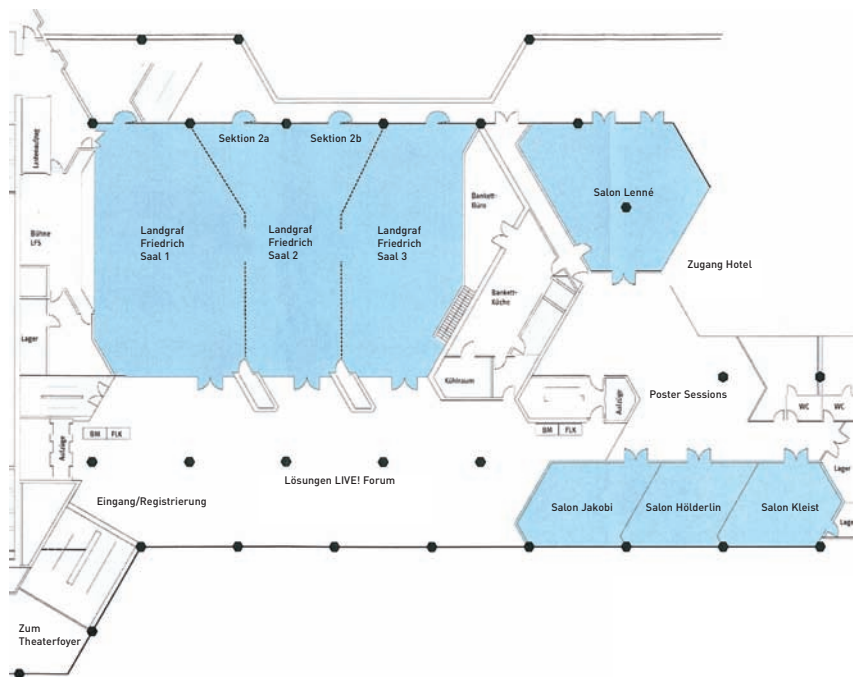 Sektion 2a
Sektion 2b
Lastenaufzug
Salon Lenné
Bankett-
Büro
Bühne
LFS
Landgraf
Friedrich
Saal 1
Landgraf
Friedrich
Saal 2
Landgraf
Friedrich
Saal 3
Zugang Hotel
Bankett-
Küche
Lager
Kühlraum
Poster Sessions
Aufzüge
WC
WC
BM
FLK
BM
FLK
Aufzüge
Lösungen LIVE! Forum
Lager
Eingang/Registrierung
Salon Jakobi
Salon Hölderlin
Salon Kleist
Lager
Zum
Theaterfoyer